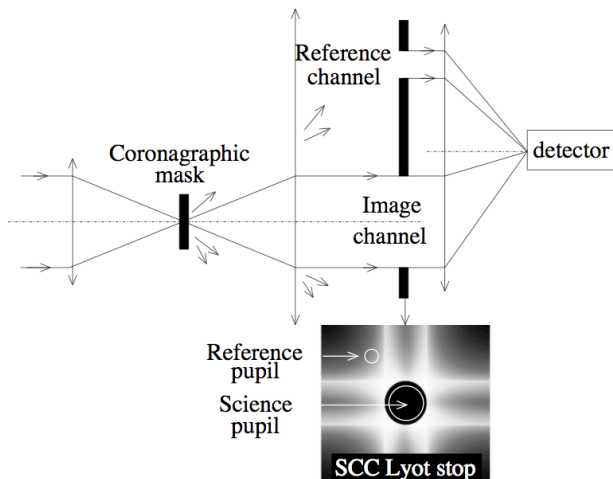 Reference
channel
Coronagraphic
mask
detector
Image
channel
Reference
pupil
Science
pupil
SCC Lyot stop